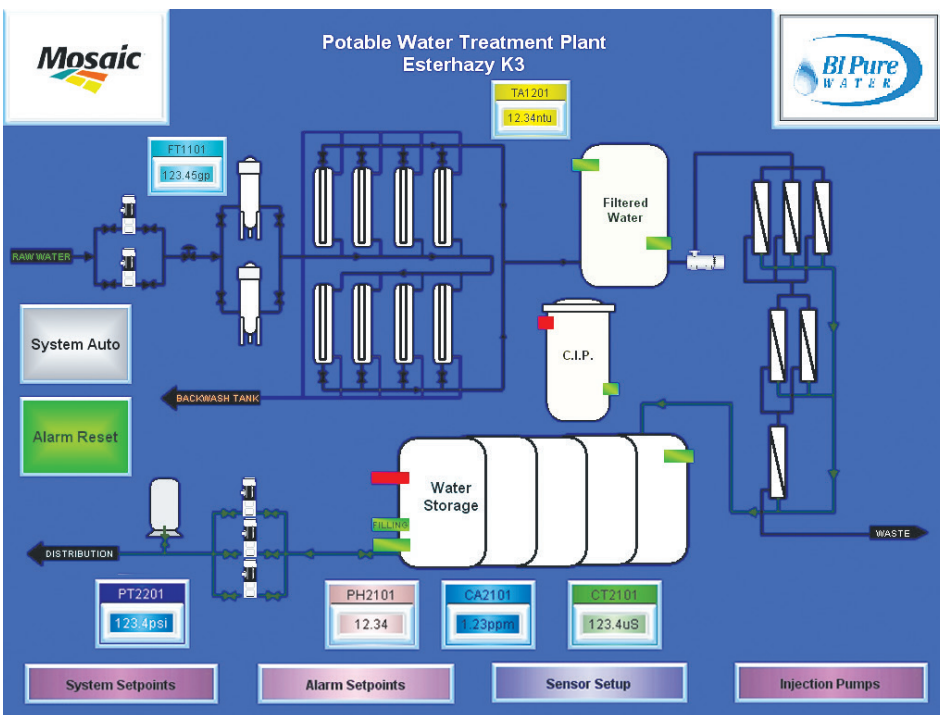 Mosaic
Potable Water Treatment Plant
Esterhazy K3
BI Pure
WATER
TA1201
12.34ntu
FT1101
123.45gp
Filtered
Water
RAW WATER
System Auto
C.I.P.
BACKWASH TANK
Alarm Reset
Water
Storage
FILLING
WASTE
DISTRIBUTION
PT2201
123.4psi
PH2101
12.34
CA2101
1.23ppm
CT2101
123.4uS
System Setpoints
Alarm Setpoints
Sensor Setup
Injection Pumps